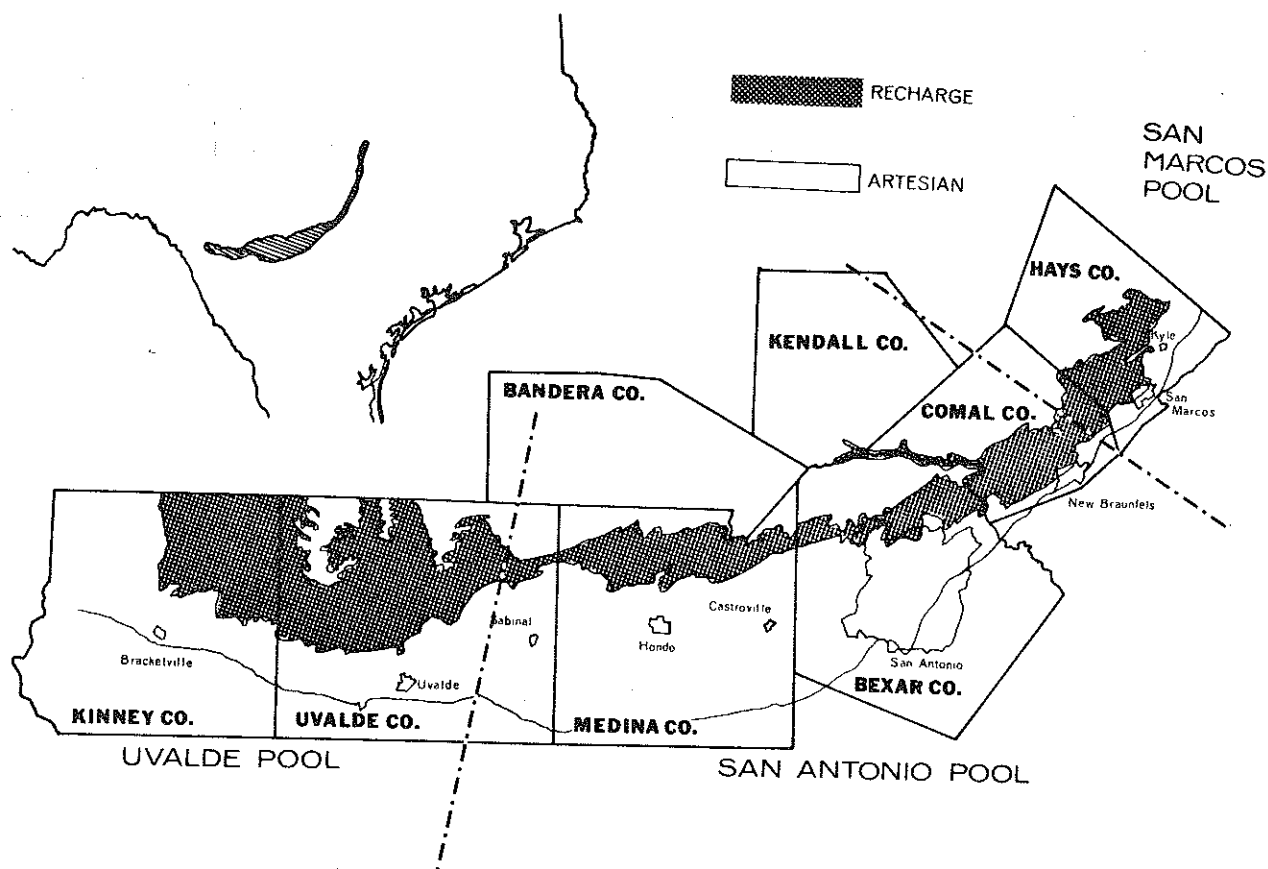 RECHARGE
ARTESIAN
SAN
MARCOS
POOL
HAYS CO.
Kyle
KENDALL CO.
BANDERA CO.
COMAL CO.
San
Marcos
New Braunfels
Sabinal
Castroville
Hondo
Bracketville
Uvalde
San Antonio
KINNEY CO.
UVALDE CO.
MEDINA CO.
BEXAR CO.
UVALDE POOL
SAN ANTONIO POOL